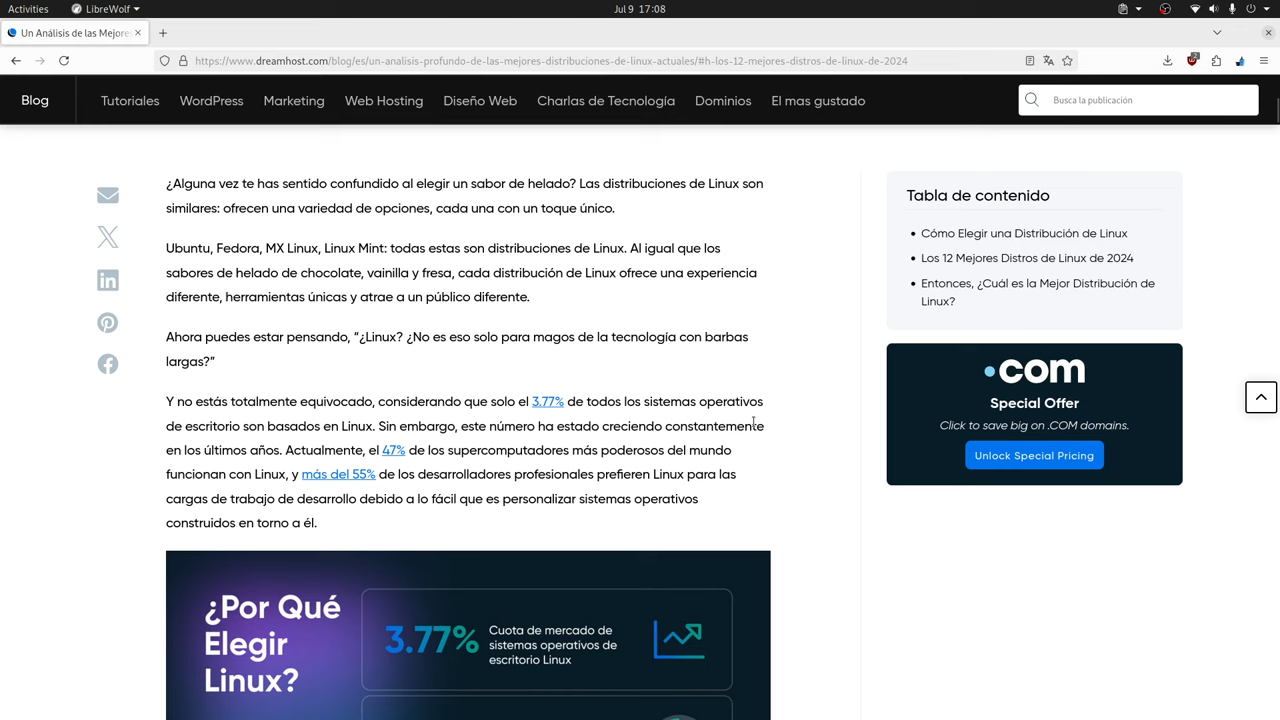 Activities
LibreWolf
Jul 9 17:08
Un Análisis de las Mejores
https://www.dreamhost.com/blog/es/un-analisis-profundo-de-las-mejores-distribuciones-de-linux-actuales/#h-los-12-mejores-distros-de-linux-de-2024
2
Blog
Tutoriales
WordPress
Marketing
Web Hosting
Diseño Web
Charlas de Tecnología
Dominios
El mas gustado
Busca la publicación
¿Alguna vez te has sentido confundido al elegir un sabor de helado? Las distribuciones de Linux son
similares: ofrecen una variedad de opciones, cada una con un toque único.
Ubuntu, Fedora, MX Linux, Linux Mint: todas estas son distribuciones de Linux. Al igual que los
sabores de helado de chocolate, vainilla y fresa, cada distribución de Linux ofrece una experiencia
diferente, herramientas únicas y atrae a un público diferente.
Ahora puedes estar pensando, “¿Linux? ¿No es eso solo para magos de la tecnología con barbas
largas?”
Y no estás totalmente equivocado, considerando que solo el 3.77% de todos los sistemas operativos
de escritorio son basados en Linux. Sin embargo, este número ha estado creciendo constantemente
en los últimos años. Actualmente, el 47% de los supercomputadores más poderosos del mundo
funcionan con Linux, y más del 55% de los desarrolladores profesionales prefieren Linux para las
cargas de trabajo de desarrollo debido a lo fácil que es personalizar sistemas operativos
construidos en torno a él.
¿Por Qué
Elegir
Linux?
3.77%
Cuota de mercado de
sistemas operativos de
escritorio Linux
Tabla de contenido
Cómo Elegir una Distribución de Linux
Los 12 Mejores Distros de Linux de 2024
Entonces, ¿Cuál es la Mejor Distribución de
Linux?
.com
Special Offer
Click to save big on .COM domains.
Unlock Special Pricing